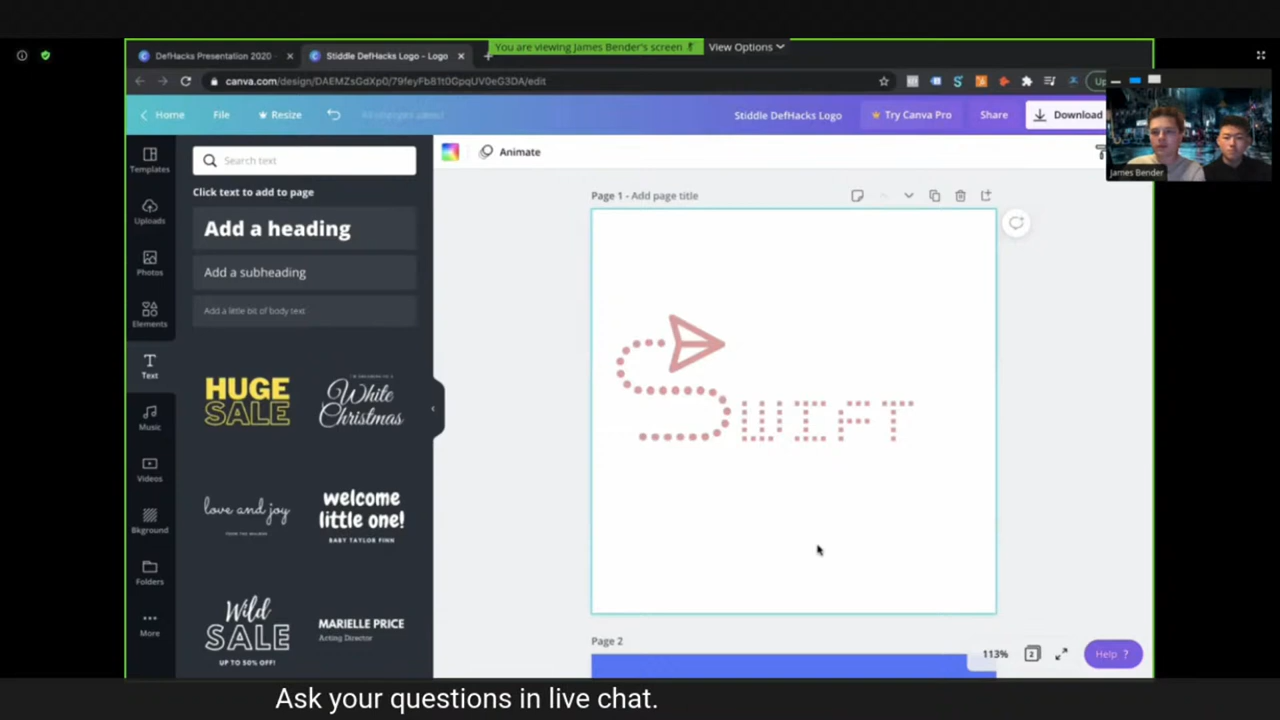 You are viewing James Bender's screen
View Options
DefHacks Presentation 2020 -
Stiddle DefHacks Logo - Logo
canva.com/design/DAEMZsGdXp0/79feyFb81t0GpqUV0eG3DA/edit
Home
File
Resize
All changes saved
Stiddle DefHacks Logo
Try Canva Pro
Share
Download
James Bender
Templates
Uploads
Photos
Elements
Text
Music
Videos
Bkground
Folders
More
Search text
Click text to add to page
Add a heading
Add a subheading
Add a little bit of body text
HUGE
SALE
White
Christmas
love and joy
welcome
little one!
BABY TAYLOR FINN
Wild
SALE
UP TO 50% OFF!
MARIELLE PRICE
Acting Director
Animate
Page 1 - Add page title
SWIFT
Page 2
113%
2
Help ?
Ask your questions in live chat.